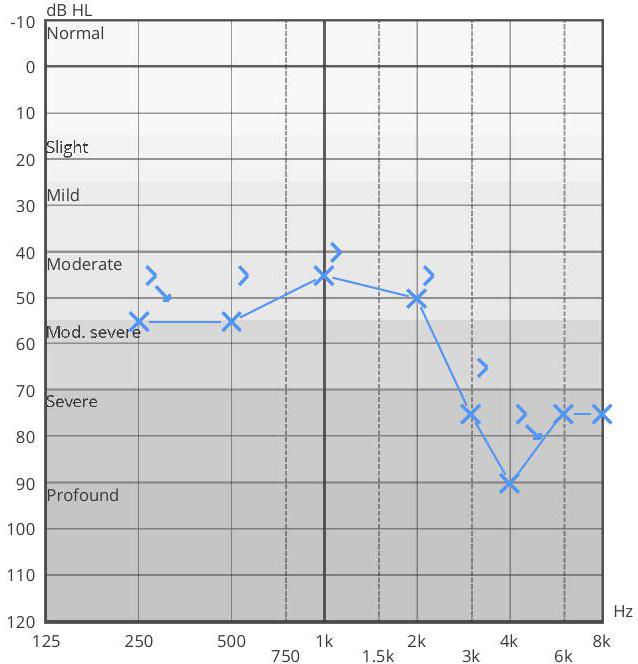 dB HL
-10
Normal
0
10
Slight
20
Mild
30
40
Moderate
50
Mod. severe
60
70
Severe
80
90
Profound
100
110
120
Hz
125 250 500 1k 2k 4k 8k
750 1.5k 3k 6k